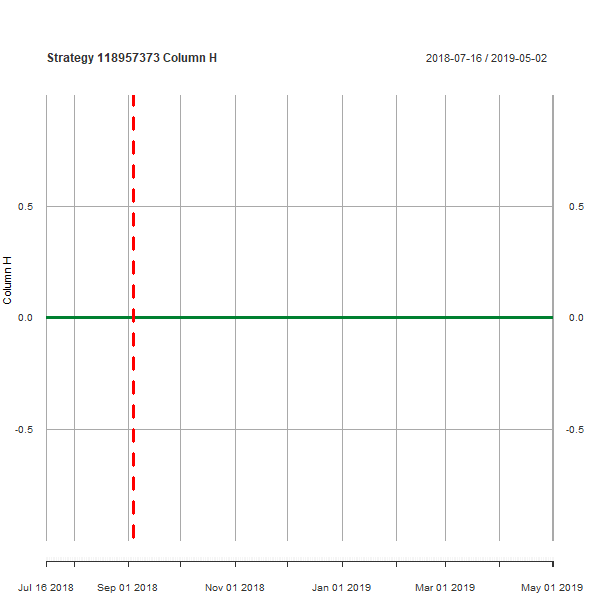 Strategy 118957373 Column H 2018-07-16 / 2019-05-02
0.5 0.5
Column H
0.0 0.0
-0.5 -0.5
Jul 16 2018 Sep 01 2018 Nov 01 2018 Jan 01 2019 Mar 01 2019 May 01 2019